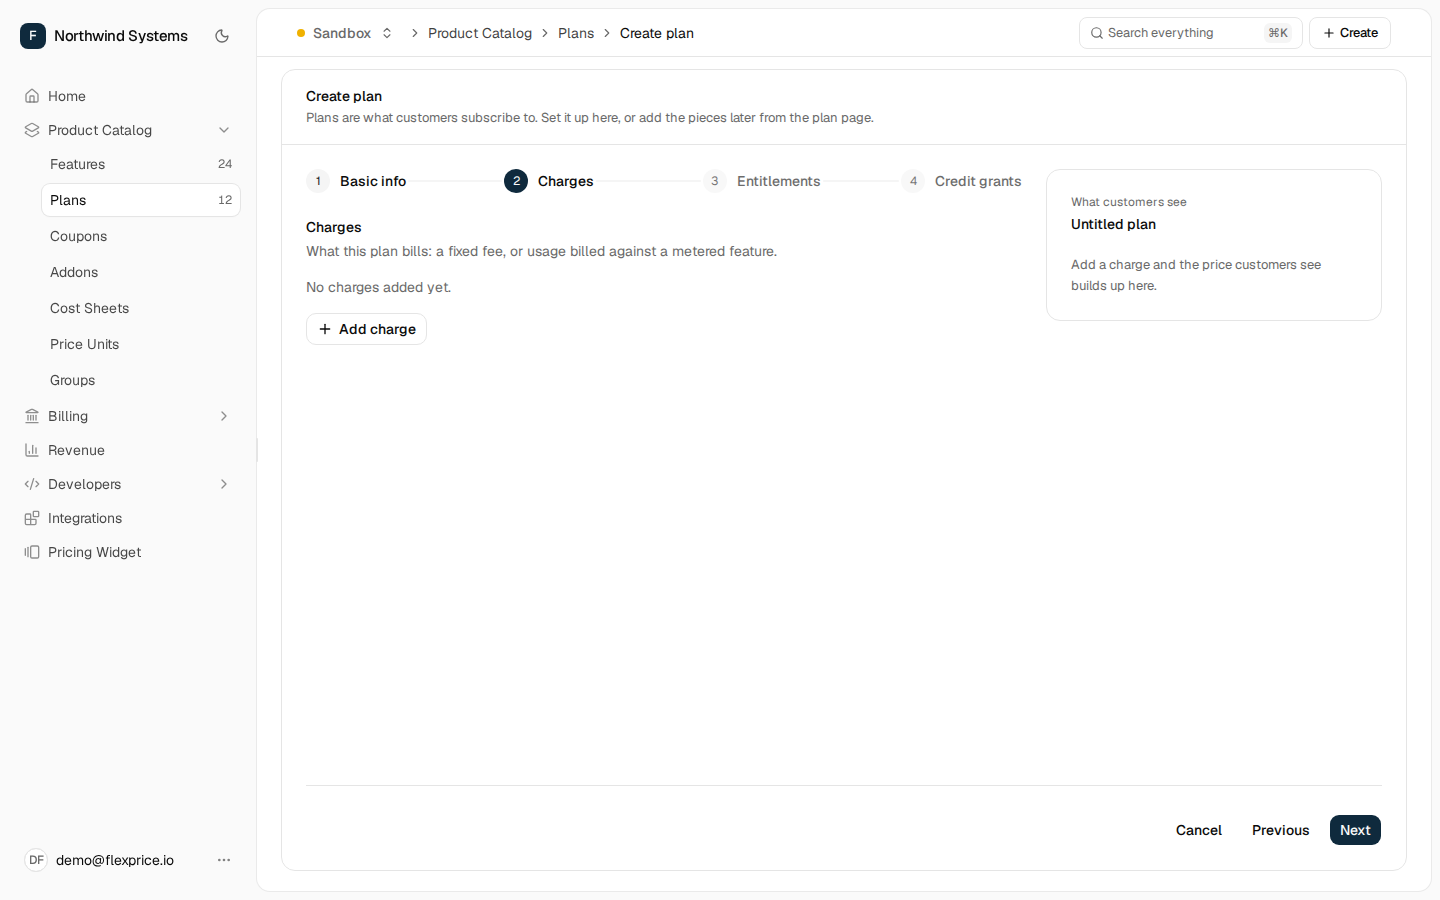 F Northwind Systems
Home
Product Catalog
Features 24
Plans 12
Coupons
Addons
Cost Sheets
Price Units
Groups
Billing
Revenue
Developers
Integrations
Pricing Widget
DF demo@flexprice.io
Sandbox Product Catalog Plans Create plan
Search everything ⌘K
Create
Create plan
Plans are what customers subscribe to. Set it up here, or add the pieces later from the plan page.
1 Basic info 2 Charges 3 Entitlements 4 Credit grants
Charges
What this plan bills: a fixed fee, or usage billed against a metered feature.
No charges added yet.
Add charge
What customers see
Untitled plan
Add a charge and the price customers see
builds up here.
Cancel Previous Next